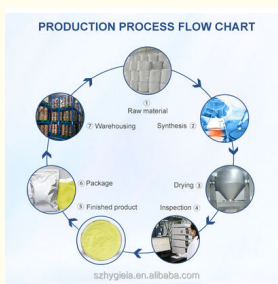 PRODUCTION PROCESS FLOW CHART
①
Raw material
Synthesis ②
Drying ③
Inspection ④
⑤ Finished product
⑥ Package
⑦ Warehousing
szhygieia.en.alibaba.com